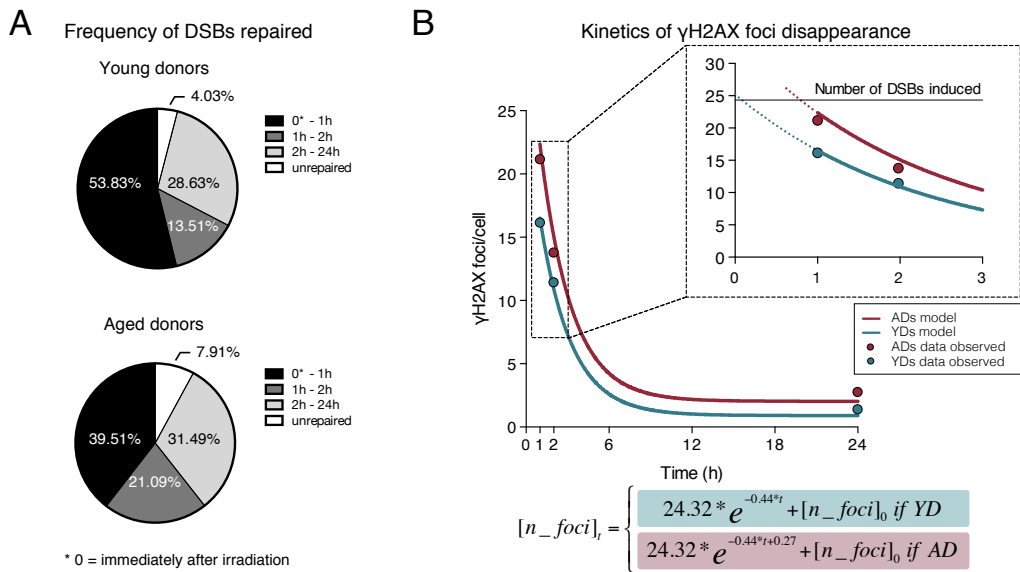 A
Frequency of DSBs repaired
Young donors
4.03%
53.83%
28.63%
13.51%
0* - 1h
1h - 2h
2h - 24h
unrepaired
Aged donors
7.91%
39.51%
31.49%
21.09%
0* - 1h
1h - 2h
2h - 24h
unrepaired
* 0 = immediately after irradiation
B
Kinetics of γH2AX foci disappearance
γH2AX foci/cell
25
20
15
10
5
0
0 1 2 6 12 18 24
Time (h)
30
25
20
15
10
5
0
0 1 2 3
Number of DSBs induced
ADs model
YDs model
ADs data observed
YDs data observed
[n_foci]t = { 24.32 * e^−0.44*t + [n_foci]0 if YD
24.32 * e^−0.44*t+0.27 + [n_foci]0 if AD